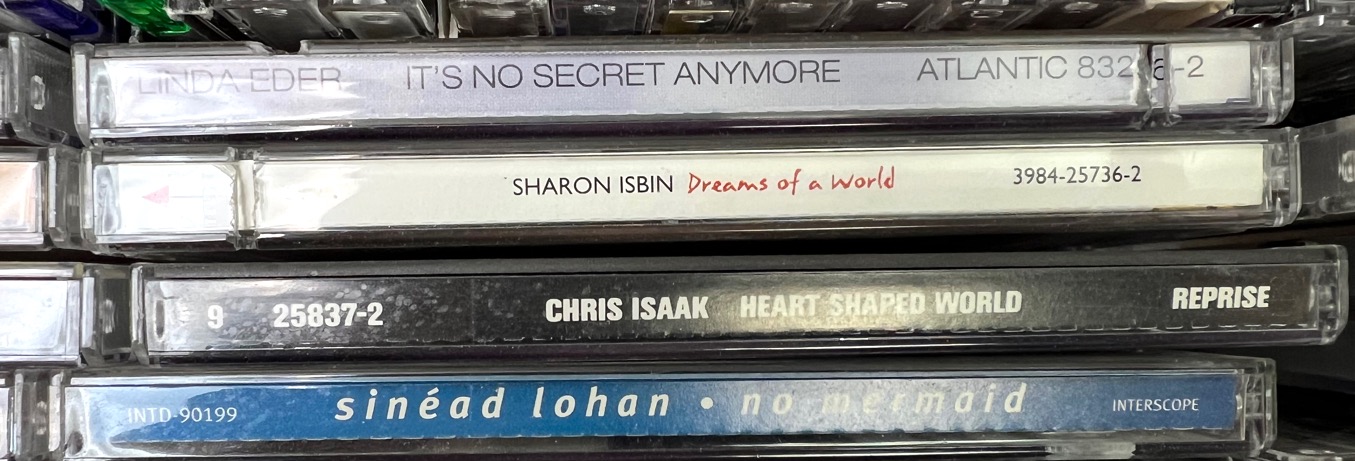 LINDA EDER IT'S NO SECRET ANYMORE ATLANTIC
SHARON ISBIN Dreams of a World 3984-25736-2
9 25837-2 CHRIS ISAAK HEART SHAPED WORLD REPRISE
INTD-90199 sinéad lohan • no mermaid INTERSCOPE